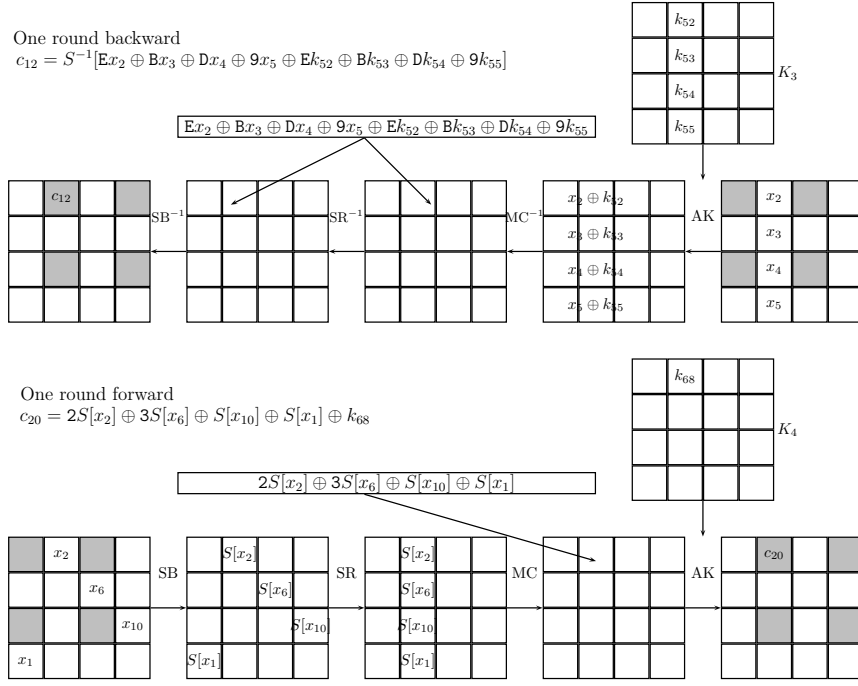 k₅₂
One round backward
c₁₂ = S⁻¹[Ex₂ ⊕ Bx₃ ⊕ Dx₄ ⊕ 9x₅ ⊕ Ek₅₂ ⊕ Bk₅₃ ⊕ Dk₅₄ ⊕ 9k₅₅]
k₅₃
K₃
k₅₄
Ex₂ ⊕ Bx₃ ⊕ Dx₄ ⊕ 9x₅ ⊕ Ek₅₂ ⊕ Bk₅₃ ⊕ Dk₅₄ ⊕ 9k₅₅
k₅₅
c₁₂ x₂ ⊕ k₅₂ x₂
SB⁻¹ SR⁻¹ MC⁻¹ AK
x₃ ⊕ k₅₃ x₃
x₄ ⊕ k₅₄ x₄
x₅ ⊕ k₅₅ x₅
k₆₈
One round forward
c₂₀ = 2S[x₂] ⊕ 3S[x₆] ⊕ S[x₁₀] ⊕ S[x₁] ⊕ k₆₈
K₄
2S[x₂] ⊕ 3S[x₆] ⊕ S[x₁₀] ⊕ S[x₁]
x₂ S[x₂] S[x₂] c₂₀
SB SR MC AK
x₆ S[x₆] S[x₆]
x₁₀ S[x₁₀] S[x₁₀]
x₁ S[x₁] S[x₁]